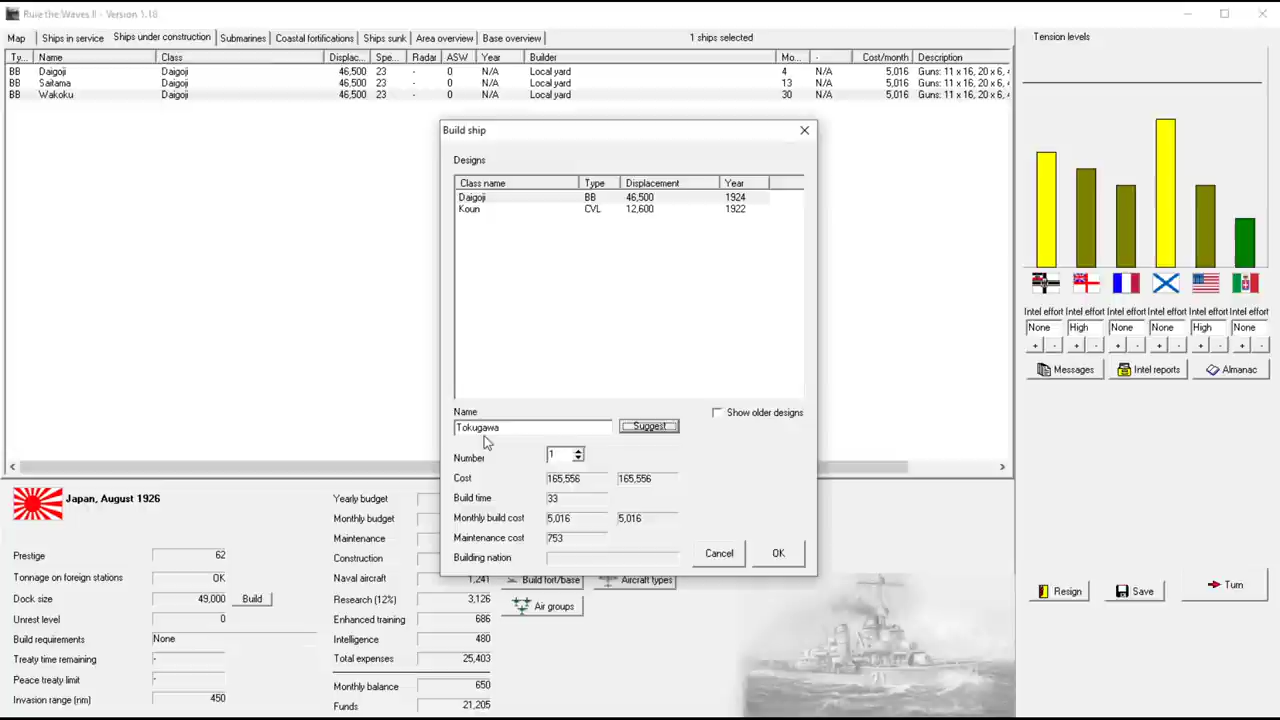 Rule the Waves II - Version 1.18
Map Ships in service Ships under construction Submarines Coastal fortifications Ships sunk Area overview Base overview 1 ships selected
Ty... Name Class Displac... Spe... Radar ASW Year Builder Mo... - Cost/month Description
BB Daigoji Daigoji 46,500 23 - 0 N/A Local yard 4 N/A 5,016 Guns: 11 x 16, 20 x 6,
BB Saitama Daigoji 46,500 23 - 0 N/A Local yard 13 N/A 5,016 Guns: 11 x 16, 20 x 6,
BB Wakoku Daigoji 46,500 23 - 0 N/A Local yard 30 N/A 5,016 Guns: 11 x 16, 20 x 6,
Build ship
Designs
Class name Type Displacement Year
Daigoji BB 46,500 1924
Koun CVL 12,600 1922
Name
Show older designs
Tokugawa Suggest
Number 1
Cost 165,556 165,556
Build time 33
Monthly build cost 5,016 5,016
Maintenance cost 753
Building nation
Cancel OK
Tension levels
Intel effort Intel effort Intel effort Intel effort Intel effort Intel effort
None High None None High None
+ - + - + - + - + - + -
Messages Intel reports Almanac
Resign Save Turn
Japan, August 1926
Prestige 62
Tonnage on foreign stations OK
Dock size 49,000 Build
Unrest level 0
Build requirements None
Treaty time remaining -
Peace treaty limit -
Invasion range (nm) 450
Yearly budget
Monthly budget
Maintenance
Construction
Naval aircraft 1,241
Research (12%) 3,126
Enhanced training 686
Intelligence 480
Total expenses 25,403
Monthly balance 650
Funds 21,205
Build fort/base Aircraft types
Air groups